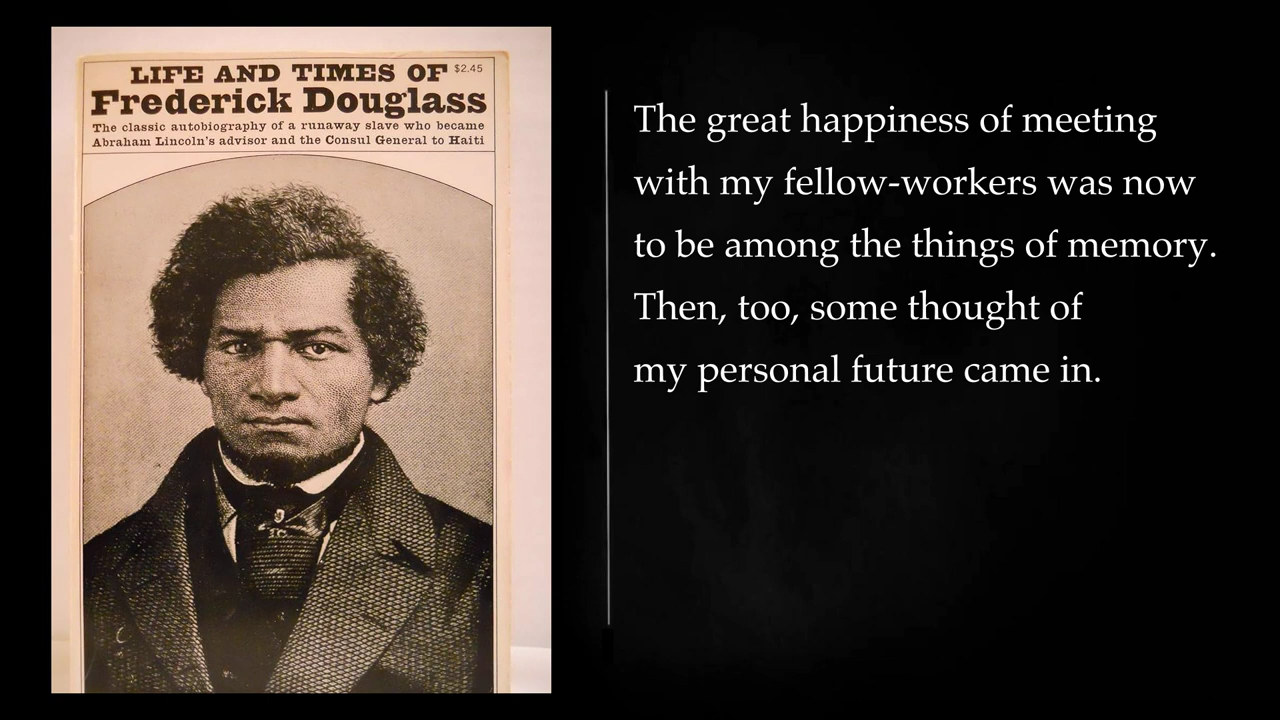 LIFE AND TIMES OF $2.45
Frederick Douglass
The classic autobiography of a runaway slave who became
Abraham Lincoln's advisor and the Consul General to Haiti
The great happiness of meeting
with my fellow-workers was now
to be among the things of memory.
Then, too, some thought of
my personal future came in.